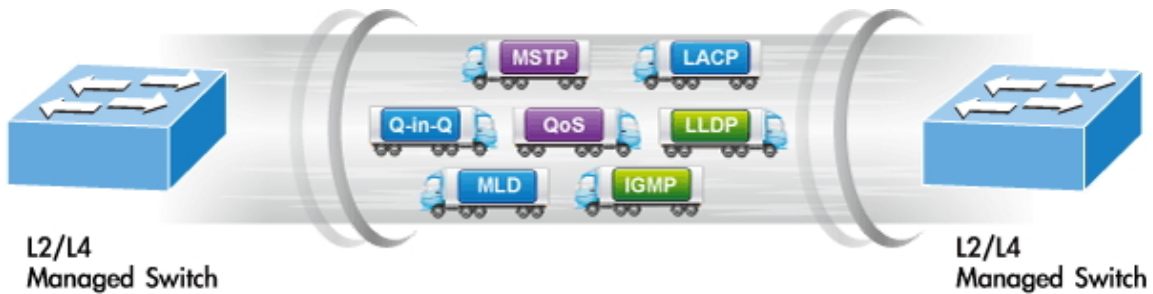 MSTP
LACP
Q-in-Q
QoS
LLDP
MLD
IGMP
L2/L4
Managed Switch
L2/L4
Managed Switch